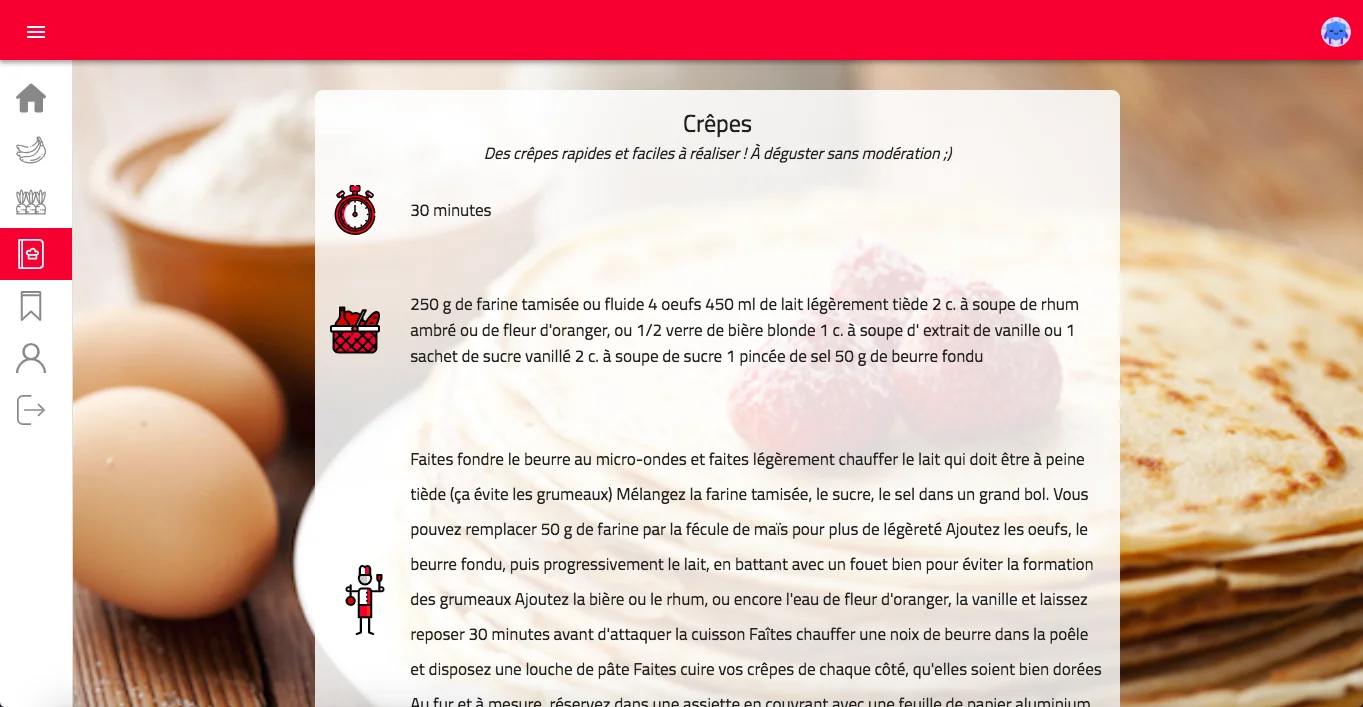 Crêpes
Des crêpes rapides et faciles à réaliser ! À déguster sans modération ;)
30 minutes
250 g de farine tamisée ou fluide 4 oeufs 450 ml de lait légèrement tiède 2 c. à soupe de rhum
ambré ou de fleur d'oranger, ou 1/2 verre de bière blonde 1 c. à soupe d' extrait de vanille ou 1
sachet de sucre vanillé 2 c. à soupe de sucre 1 pincée de sel 50 g de beurre fondu
Faites fondre le beurre au micro-ondes et faites légèrement chauffer le lait qui doit être à peine
tiède (ça évite les grumeaux) Mélangez la farine tamisée, le sucre, le sel dans un grand bol. Vous
pouvez remplacer 50 g de farine par la fécule de maïs pour plus de légèreté Ajoutez les oeufs, le
beurre fondu, puis progressivement le lait, en battant avec un fouet bien pour éviter la formation
des grumeaux Ajoutez la bière ou le rhum, ou encore l'eau de fleur d'oranger, la vanille et laissez
reposer 30 minutes avant d'attaquer la cuisson Faîtes chauffer une noix de beurre dans la poêle
et disposez une louche de pâte Faites cuire vos crêpes de chaque côté, qu'elles soient bien dorées
Au fur et à mesure, réservez dans une assiette en couvrant avec une feuille de papier aluminium